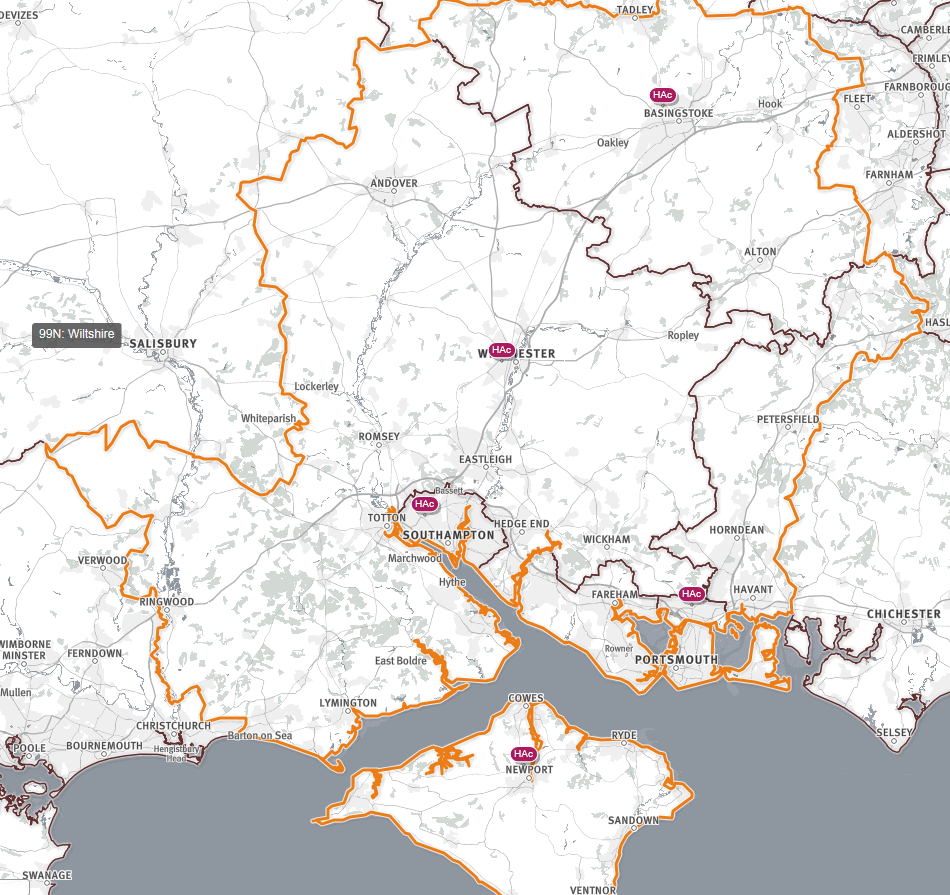 DEVIZES
TADLEY
CAMBERLE
FRIMLEY
HAc
FARNBOROUG
FLEET
Hook
BASINGSTOKE
ALDERSHOT
Oakley
FARNHAM
ANDOVER
ALTON
99N: Wiltshire
SALISBURY
HASL
Ropley
HAc
W
ESTER
Lockerley
Whiteparish
PETERSFIELD
ROMSEY
EASTLEIGH
Bassett
HAc
TOTTON
HEDGE END
HORNDEAN
SOUTHAMPTON
WICKHAM
Marchwood
VERWOOD
Hythe
HAVANT
HAc
FAREHAM
RINGWOOD
CHICHESTER
WIMBORNE
MINSTER
FERNDOWN
Rowner
East Boldre
PORTSMOUTH
Mullen
COWES
LYMINGTON
CHRISTCHURCH
SELSEY
Barton on Sea
RYDE
BOURNEMOUTH
POOLE
Hengistbury
Head
HAc
NEWPORT
SANDOWN
SWANAGE
VENTNOR